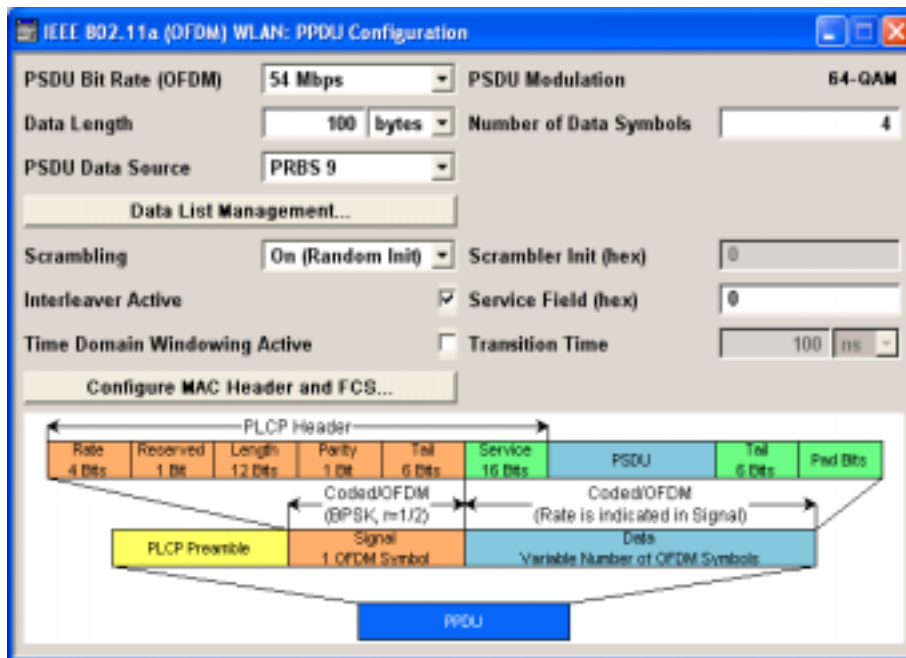 IEEE 802.11a (OFDM) WLAN: PPDU Configuration
PSDU Bit Rate (OFDM) 54 Mbps PSDU Modulation 64-QAM
Data Length 100 bytes Number of Data Symbols 4
PSDU Data Source PRBS 9
Data List Management...
Scrambling On (Random Init) Scrambler Init (hex) 0
Interleaver Active Service Field (hex) 0
Time Domain Windowing Active Transition Time 100 ns
Configure MAC Header and FCS...
PLCP Header
Rate Reserved Length Parity Tail Service PSDU Tail Pad Bits
4 Bits 1 Bit 12 Bits 1 Bit 6 Bits 16 Bits 6 Bits
Coded/OFDM Coded/OFDM
(BPSK, r=1/2) (Rate is indicated in Signal)
PLCP Preamble Signal Data
1 OFDM Symbol Variable Number of OFDM Symbols
PPDU